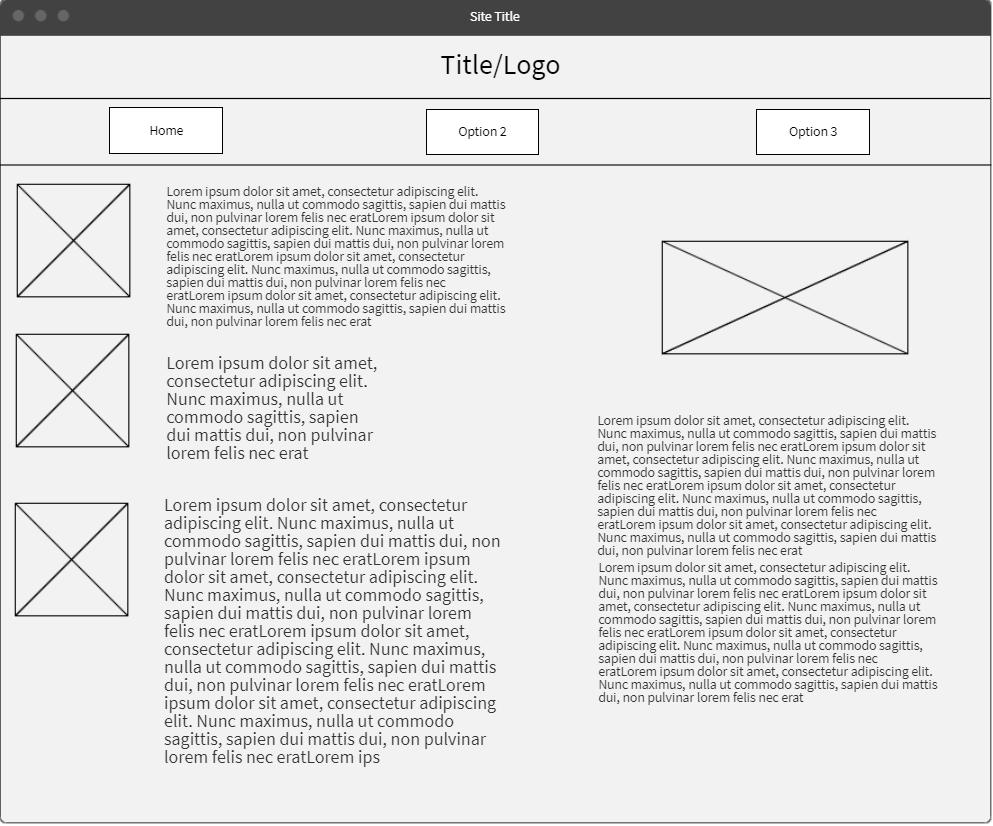 Site Title
Title/Logo
Home
Option 2
Option 3
Lorem ipsum dolor sit amet, consectetur adipiscing elit.
Nunc maximus, nulla ut commodo sagittis, sapien dui mattis
dui, non pulvinar lorem felis nec eratLorem ipsum dolor sit
amet, consectetur adipiscing elit. Nunc maximus, nulla ut
commodo sagittis, sapien dui mattis dui, non pulvinar lorem
felis nec eratLorem ipsum dolor sit amet, consectetur
adipiscing elit. Nunc maximus, nulla ut commodo sagittis,
sapien dui mattis dui, non pulvinar lorem felis nec
eratLorem ipsum dolor sit amet, consectetur adipiscing elit.
Nunc maximus, nulla ut commodo sagittis, sapien dui mattis
dui, non pulvinar lorem felis nec erat
Lorem ipsum dolor sit amet,
consectetur adipiscing elit.
Nunc maximus, nulla ut
commodo sagittis, sapien
dui mattis dui, non pulvinar
lorem felis nec erat
Lorem ipsum dolor sit amet, consectetur
adipiscing elit. Nunc maximus, nulla ut
commodo sagittis, sapien dui mattis dui, non
pulvinar lorem felis nec eratLorem ipsum
dolor sit amet, consectetur adipiscing elit.
Nunc maximus, nulla ut commodo sagittis,
sapien dui mattis dui, non pulvinar lorem
felis nec eratLorem ipsum dolor sit amet,
consectetur adipiscing elit. Nunc maximus,
nulla ut commodo sagittis, sapien dui mattis
dui, non pulvinar lorem felis nec eratLorem
ipsum dolor sit amet, consectetur adipiscing
elit. Nunc maximus, nulla ut commodo
sagittis, sapien dui mattis dui, non pulvinar
lorem felis nec eratLorem ips
Lorem ipsum dolor sit amet, consectetur adipiscing elit.
Nunc maximus, nulla ut commodo sagittis, sapien dui mattis
dui, non pulvinar lorem felis nec eratLorem ipsum dolor sit
amet, consectetur adipiscing elit. Nunc maximus, nulla ut
commodo sagittis, sapien dui mattis dui, non pulvinar lorem
felis nec eratLorem ipsum dolor sit amet, consectetur
adipiscing elit. Nunc maximus, nulla ut commodo sagittis,
sapien dui mattis dui, non pulvinar lorem felis nec
eratLorem ipsum dolor sit amet, consectetur adipiscing elit.
Nunc maximus, nulla ut commodo sagittis, sapien dui mattis
dui, non pulvinar lorem felis nec erat
Lorem ipsum dolor sit amet, consectetur adipiscing elit.
Nunc maximus, nulla ut commodo sagittis, sapien dui mattis
dui, non pulvinar lorem felis nec eratLorem ipsum dolor sit
amet, consectetur adipiscing elit. Nunc maximus, nulla ut
commodo sagittis, sapien dui mattis dui, non pulvinar lorem
felis nec eratLorem ipsum dolor sit amet, consectetur
adipiscing elit. Nunc maximus, nulla ut commodo sagittis,
sapien dui mattis dui, non pulvinar lorem felis nec
eratLorem ipsum dolor sit amet, consectetur adipiscing elit.
Nunc maximus, nulla ut commodo sagittis, sapien dui mattis
dui, non pulvinar lorem felis nec erat